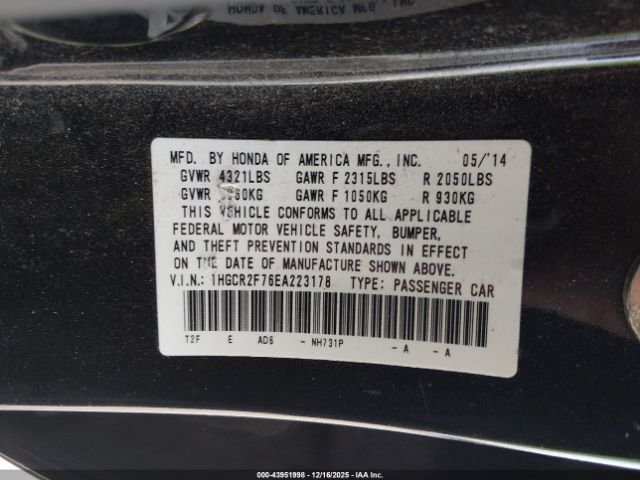 MFD. BY HONDA OF AMERICA MFG., INC. 05/'14
GVWR 4321LBS GAWR F 2315LBS R 2050LBS
GVWR GAWR F 1050KG R 930KG
THIS VEHICLE CONFORMS TO ALL APPLICABLE
FEDERAL MOTOR VEHICLE SAFETY, BUMPER,
AND THEFT PREVENTION STANDARDS IN EFFECT
ON THE DATE OF MANUFACTURE SHOWN ABOVE.
V.I.N.: 1HGCR2F76EA223178 TYPE: PASSENGER CAR
T2F E AD6 - NH731P - A - A
000-43951998 - 12/16/2025 - IAA, Inc.